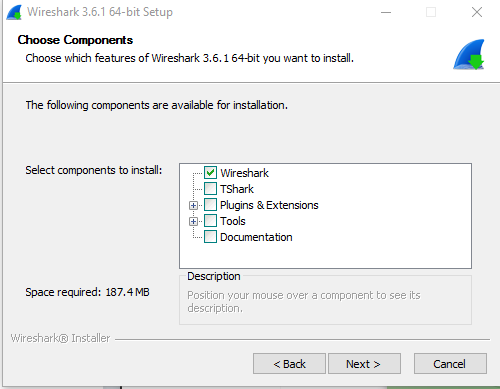 Wireshark 3.6.1 64-bit Setup
Choose Components
Choose which features of Wireshark 3.6.1 64-bit you want to install.
The following components are available for installation.
Select components to install:
Wireshark
TShark
Plugins & Extensions
Tools
Documentation
Space required: 187.4 MB
Description
Position your mouse over a component to see its
description.
Wireshark® Installer
< Back
Next >
Cancel